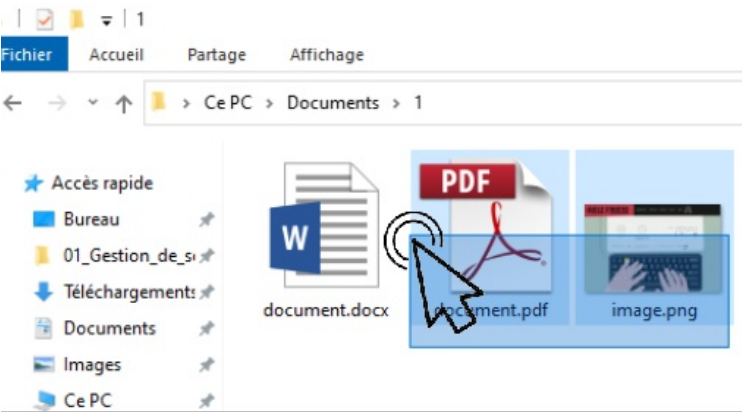 1
Fichier Accueil Partage Affichage
Ce PC > Documents > 1
Accès rapide
Bureau
01_Gestion_de_s
Téléchargements
Documents
Images
Ce PC
PDF
W
document.docx document.pdf image.png